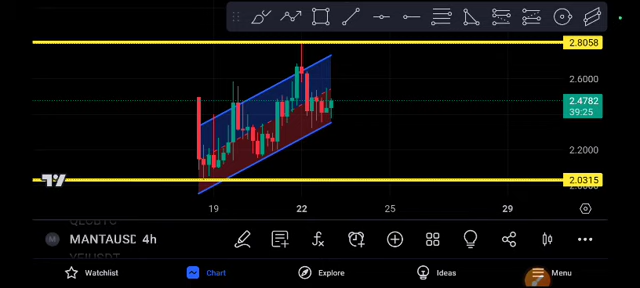 2.8058
2.6000
2.4782
39:25
2.2000
2.0315
19 22 25 29
M MANTAUSD 4h
Watchlist Chart Explore Ideas Menu